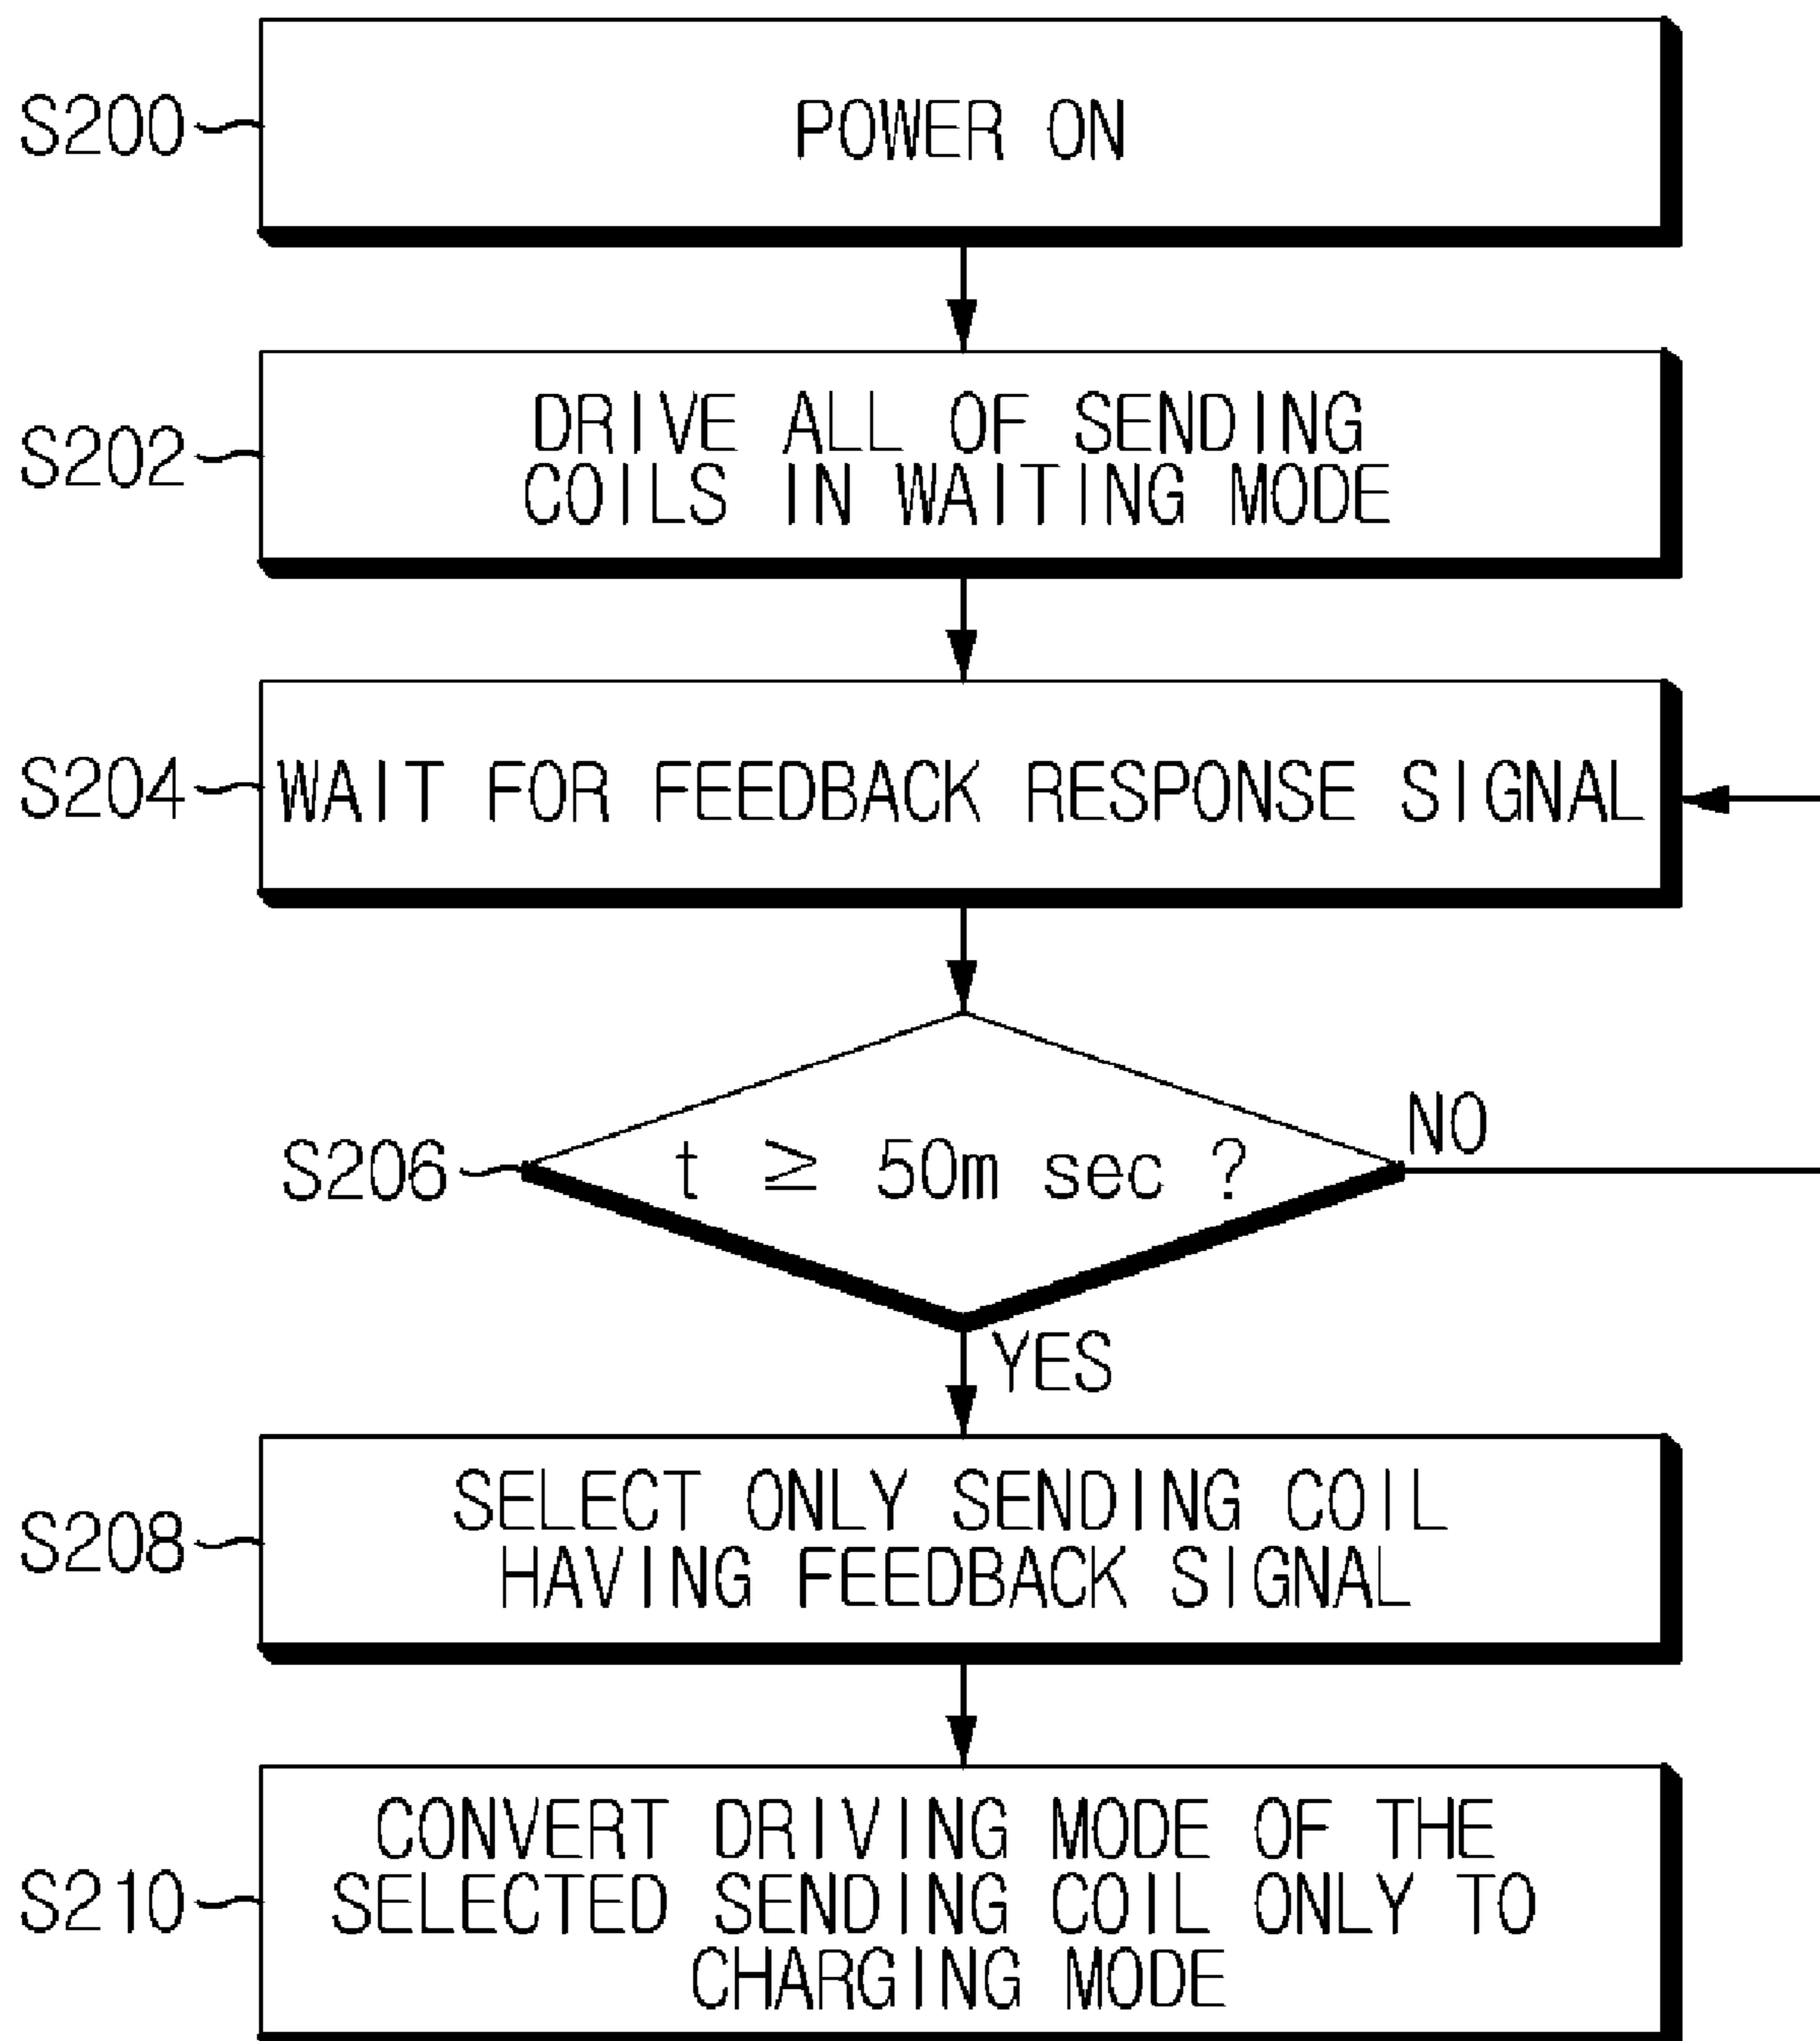 S200
POWER ON
S202
DRIVE ALL OF SENDING
COILS IN WAITING MODE
S204
WAIT FOR FEEDBACK RESPONSE SIGNAL
S206
t ≥ 50m sec ?
NO
YES
S208
SELECT ONLY SENDING COIL
HAVING FEEDBACK SIGNAL
S210
CONVERT DRIVING MODE OF THE
SELECTED SENDING COIL ONLY TO
CHARGING MODE